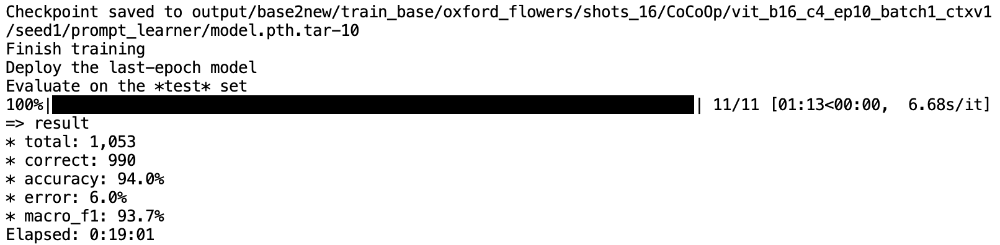 Checkpoint saved to output/base2new/train_base/oxford_flowers/shots_16/CoCoOp/vit_b16_c4_ep10_batch1_ctxv1
/seed1/prompt_learner/model.pth.tar-10
Finish training
Deploy the last-epoch model
Evaluate on the *test* set
100%|██████████| 11/11 [01:13<00:00,  6.68s/it]
=> result
* total: 1,053
* correct: 990
* accuracy: 94.0%
* error: 6.0%
* macro_f1: 93.7%
Elapsed: 0:19:01